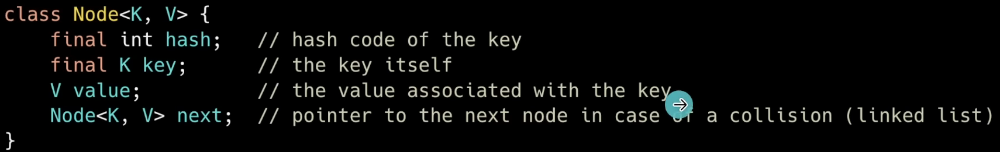 class Node<K, V> {
    final int hash;   // hash code of the key
    final K key;      // the key itself
    V value;          // the value associated with the key
    Node<K, V> next;  // pointer to the next node in case of a collision (linked list)
}